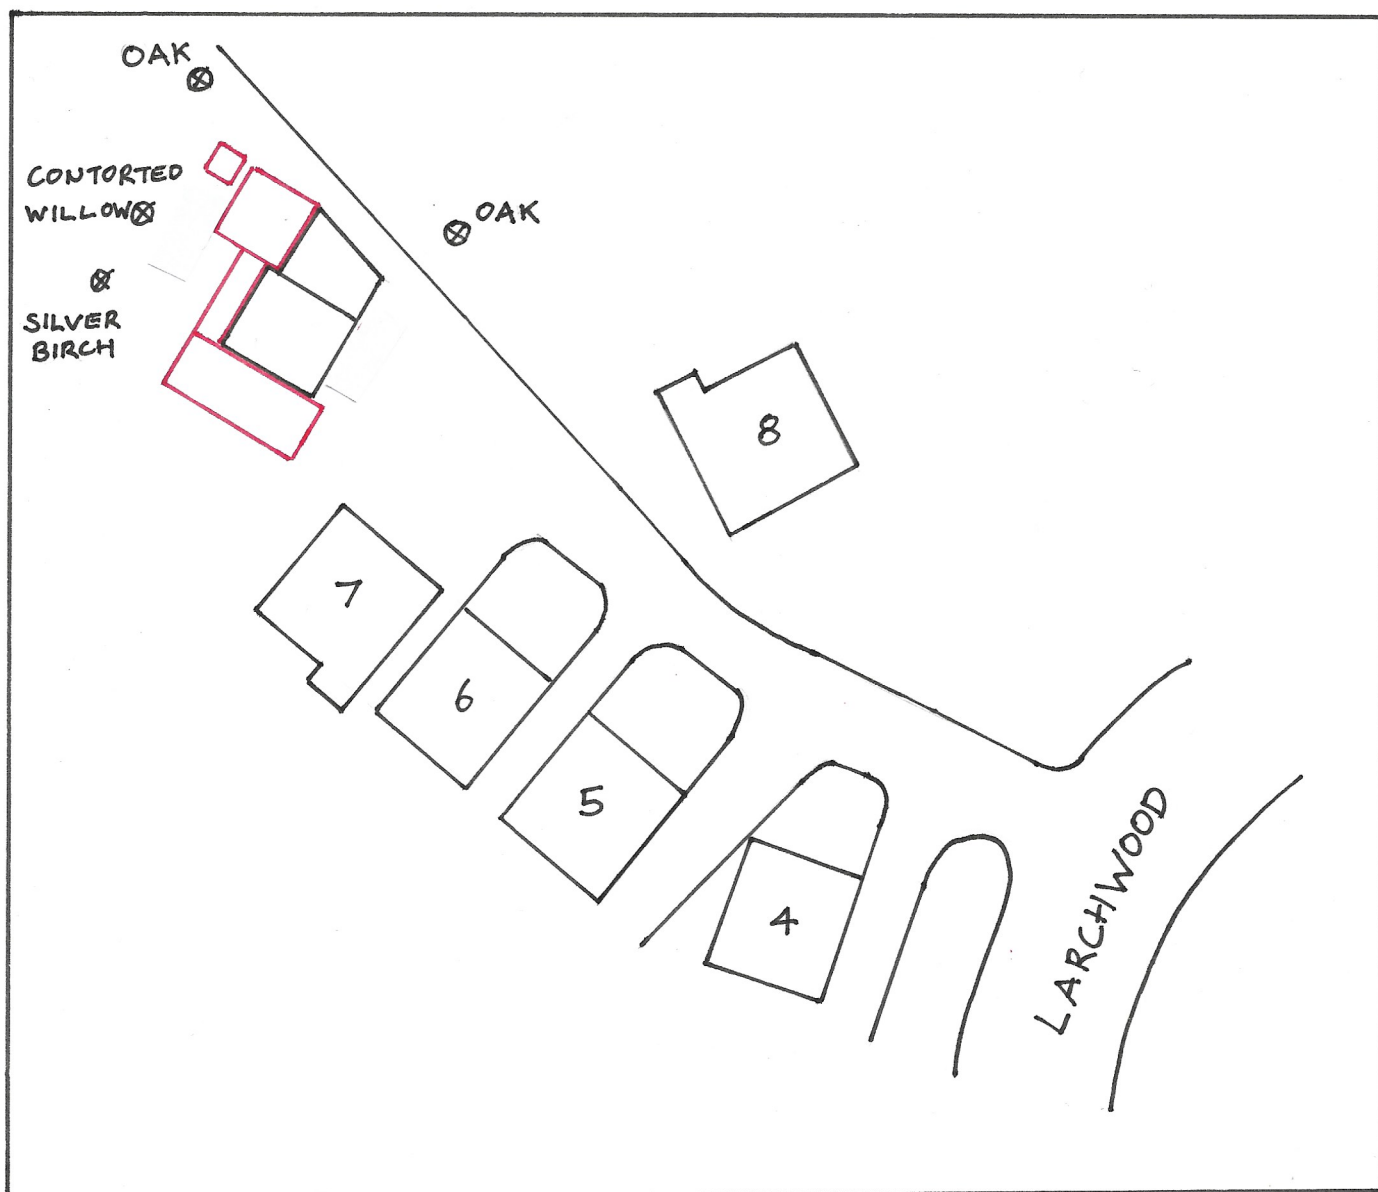 OAK
CONTORTED
WILLOW
OAK
SILVER
BIRCH
8
7
6
5
4
LARCHWOOD